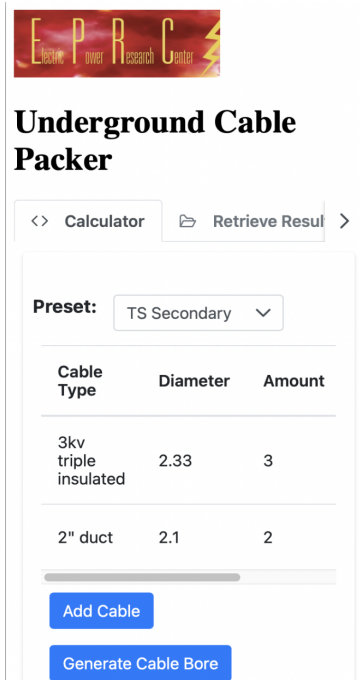 Electric Power Research Center
Underground Cable
Packer
<> Calculator Retrieve Resul
Preset: TS Secondary
Cable
Type Diameter Amount
3kv
triple
insulated 2.33 3
2" duct 2.1 2
Add Cable
Generate Cable Bore